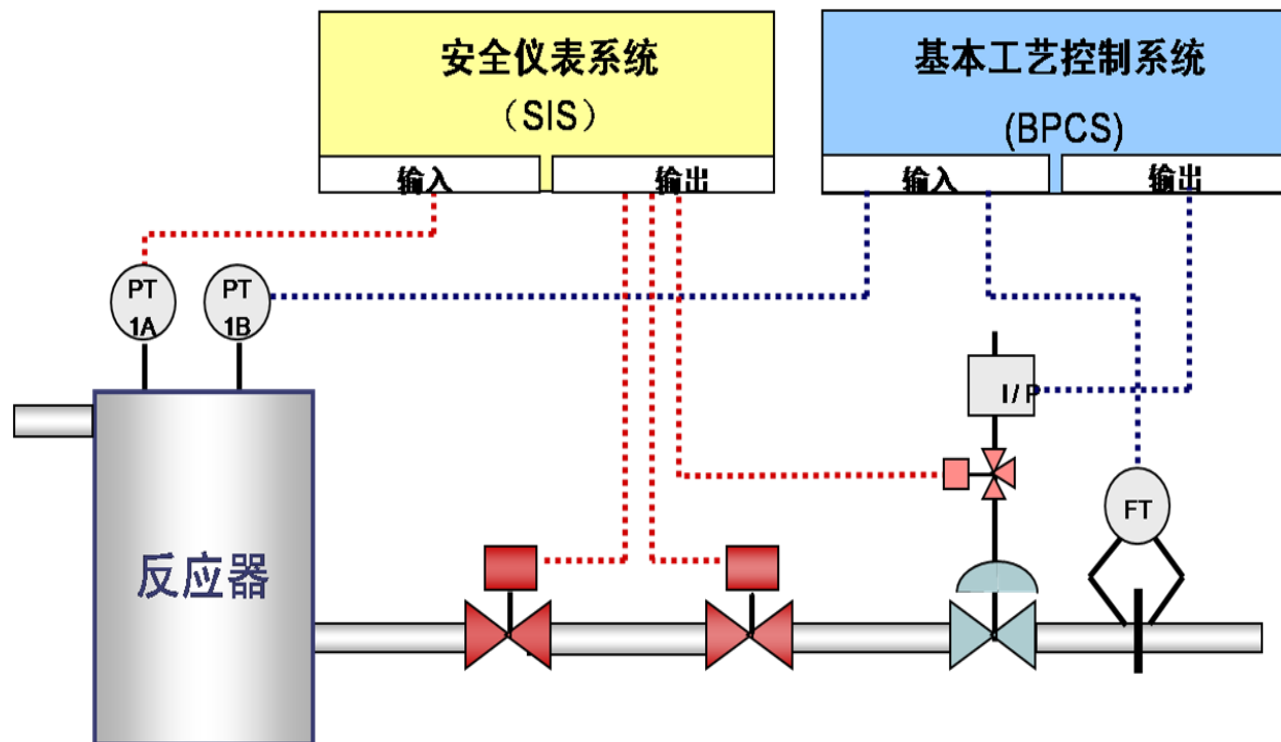 安全仪表系统
（SIS）
基本工艺控制系统
(BPCS)
输入
输出
输入
输出
PT
1A
PT
1B
I/P
FT
反应器